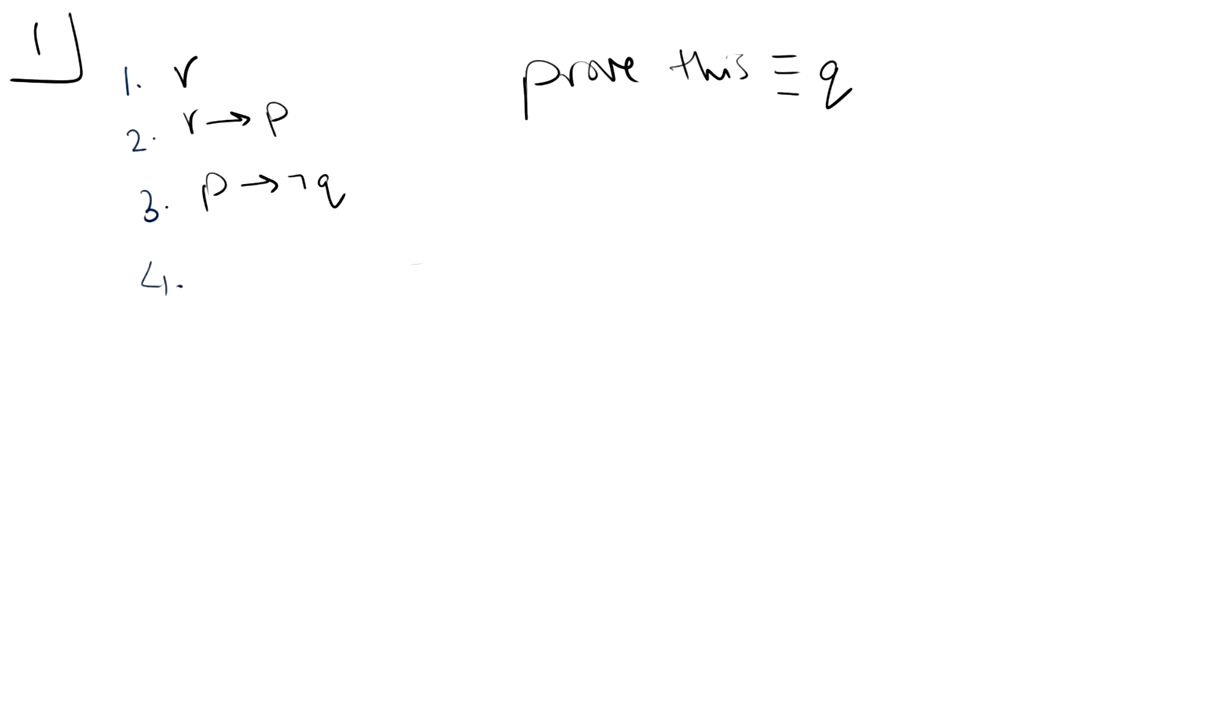 1
1. r
2. r → p
3. p → ¬q
4.
prove this ≡ q